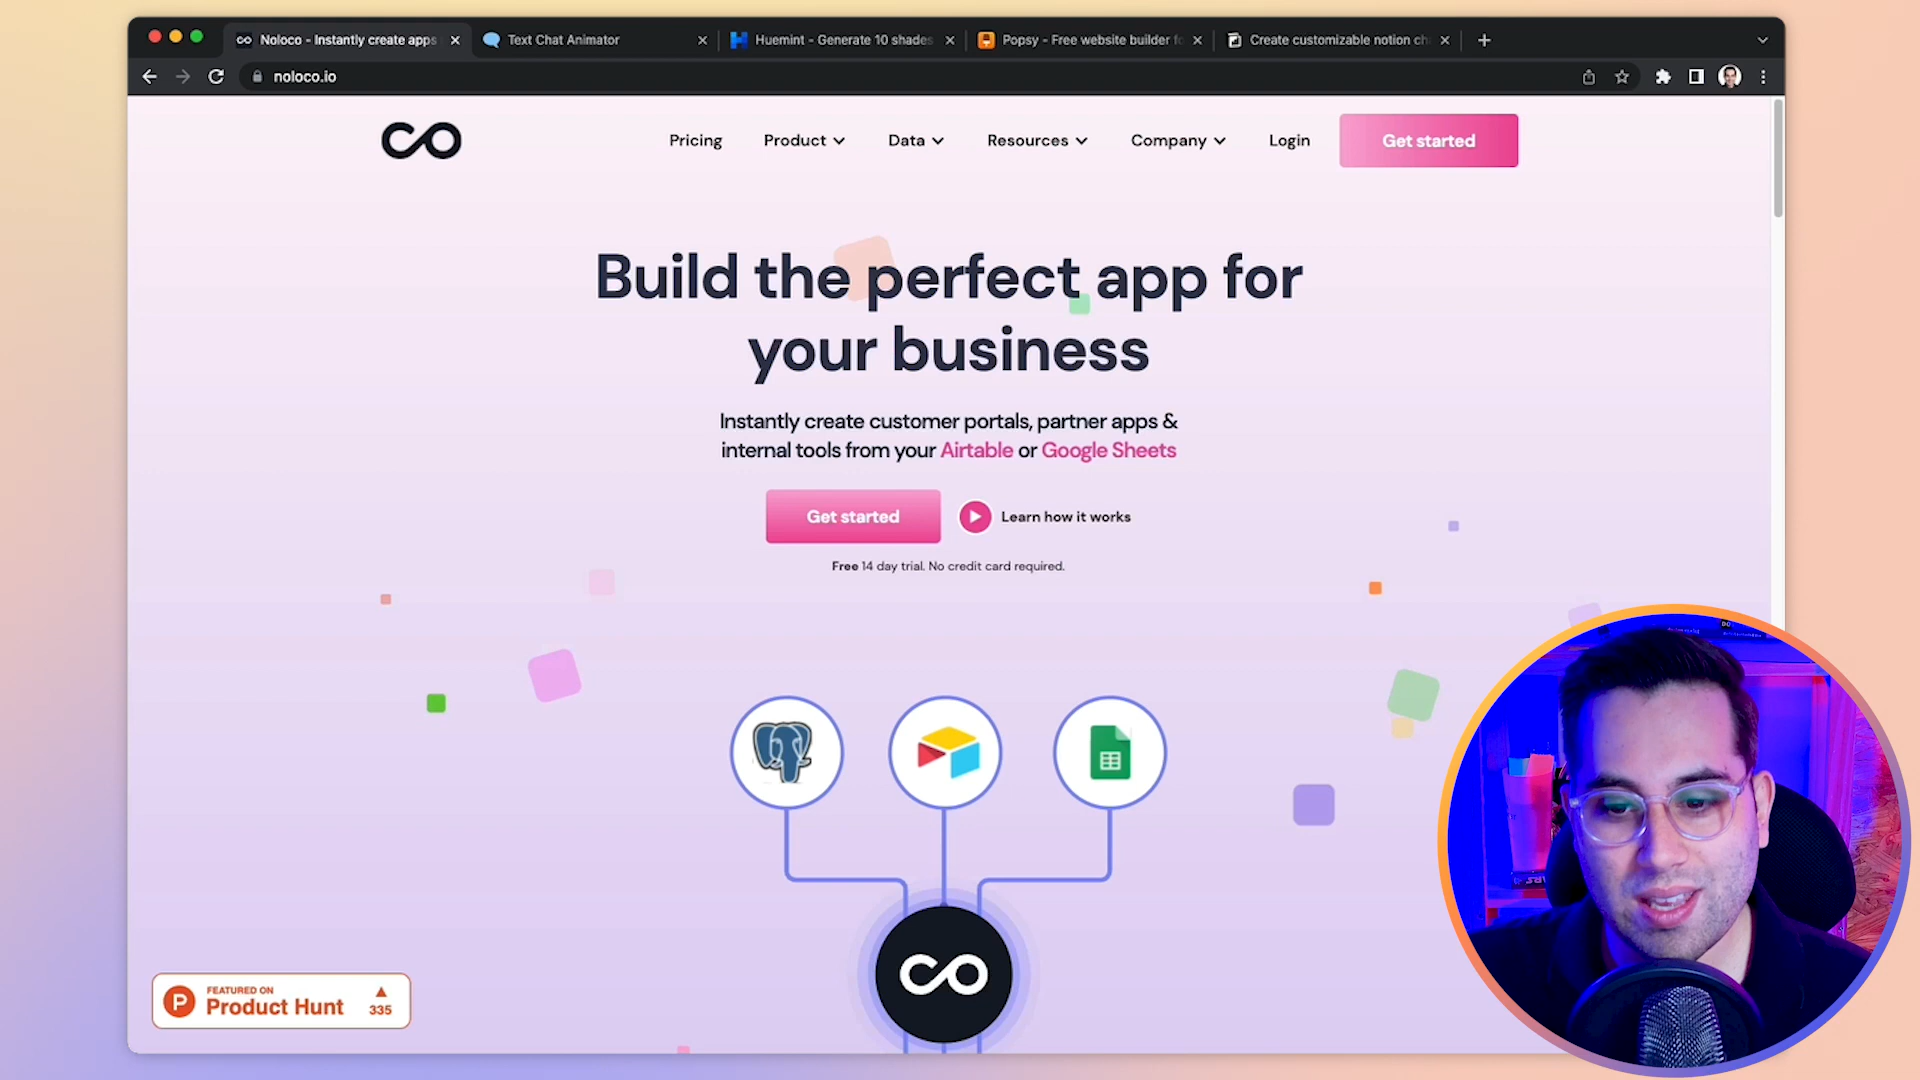 Noloco - Instantly create apps
Text Chat Animator
Huemint - Generate 10 shades
Popsy - Free website builder fo
Create customizable notion ch
noloco.io
Pricing
Product
Data
Resources
Company
Login
Get started
Build the perfect app for
your business
Instantly create customer portals, partner apps &
internal tools from your Airtable or Google Sheets
Get started
Learn how it works
Free 14 day trial. No credit card required.
FEATURED ON
Product Hunt
335